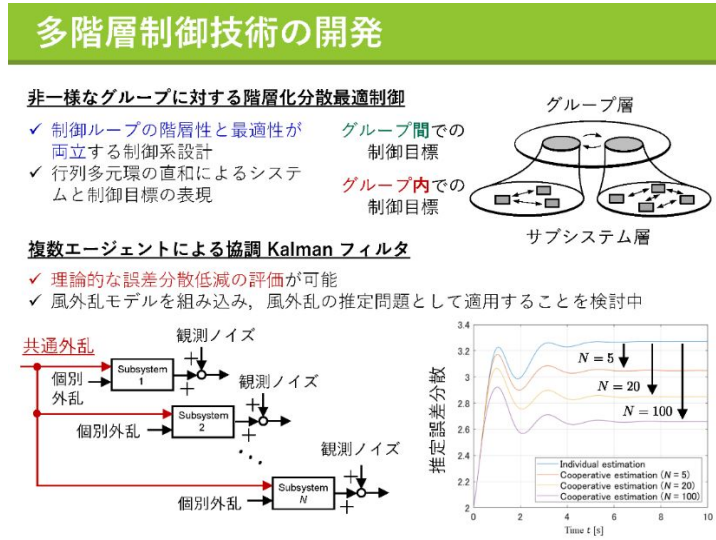 多階層制御技術の開発
非一様なグループに対する階層化分散最適制御
✓ 制御ループの階層性と最適性が
両立する制御系設計
✓ 行列多元環の直和によるシステ
ムと制御目標の表現
グループ間での
制御目標
グループ内での
制御目標
グループ層
サブシステム層
複数エージェントによる協調 Kalman フィルタ
✓ 理論的な誤差分散低減の評価が可能
✓ 風外乱モデルを組み込み，風外乱の推定問題として適用することを検討中
共通外乱
個別
外乱
Subsystem
1
観測ノイズ
+
+
個別外乱
Subsystem
2
観測ノイズ
+
+
...
個別外乱
Subsystem
N
観測ノイズ
+
+
推定誤差分散
3.4
3.2
3
2.8
2.6
2.4
2.2
2
N = 5
N = 20
N = 100
Individual estimation
Cooperative estimation (N = 5)
Cooperative estimation (N = 20)
Cooperative estimation (N = 100)
0 2 4 6 8 10
Time t [s]